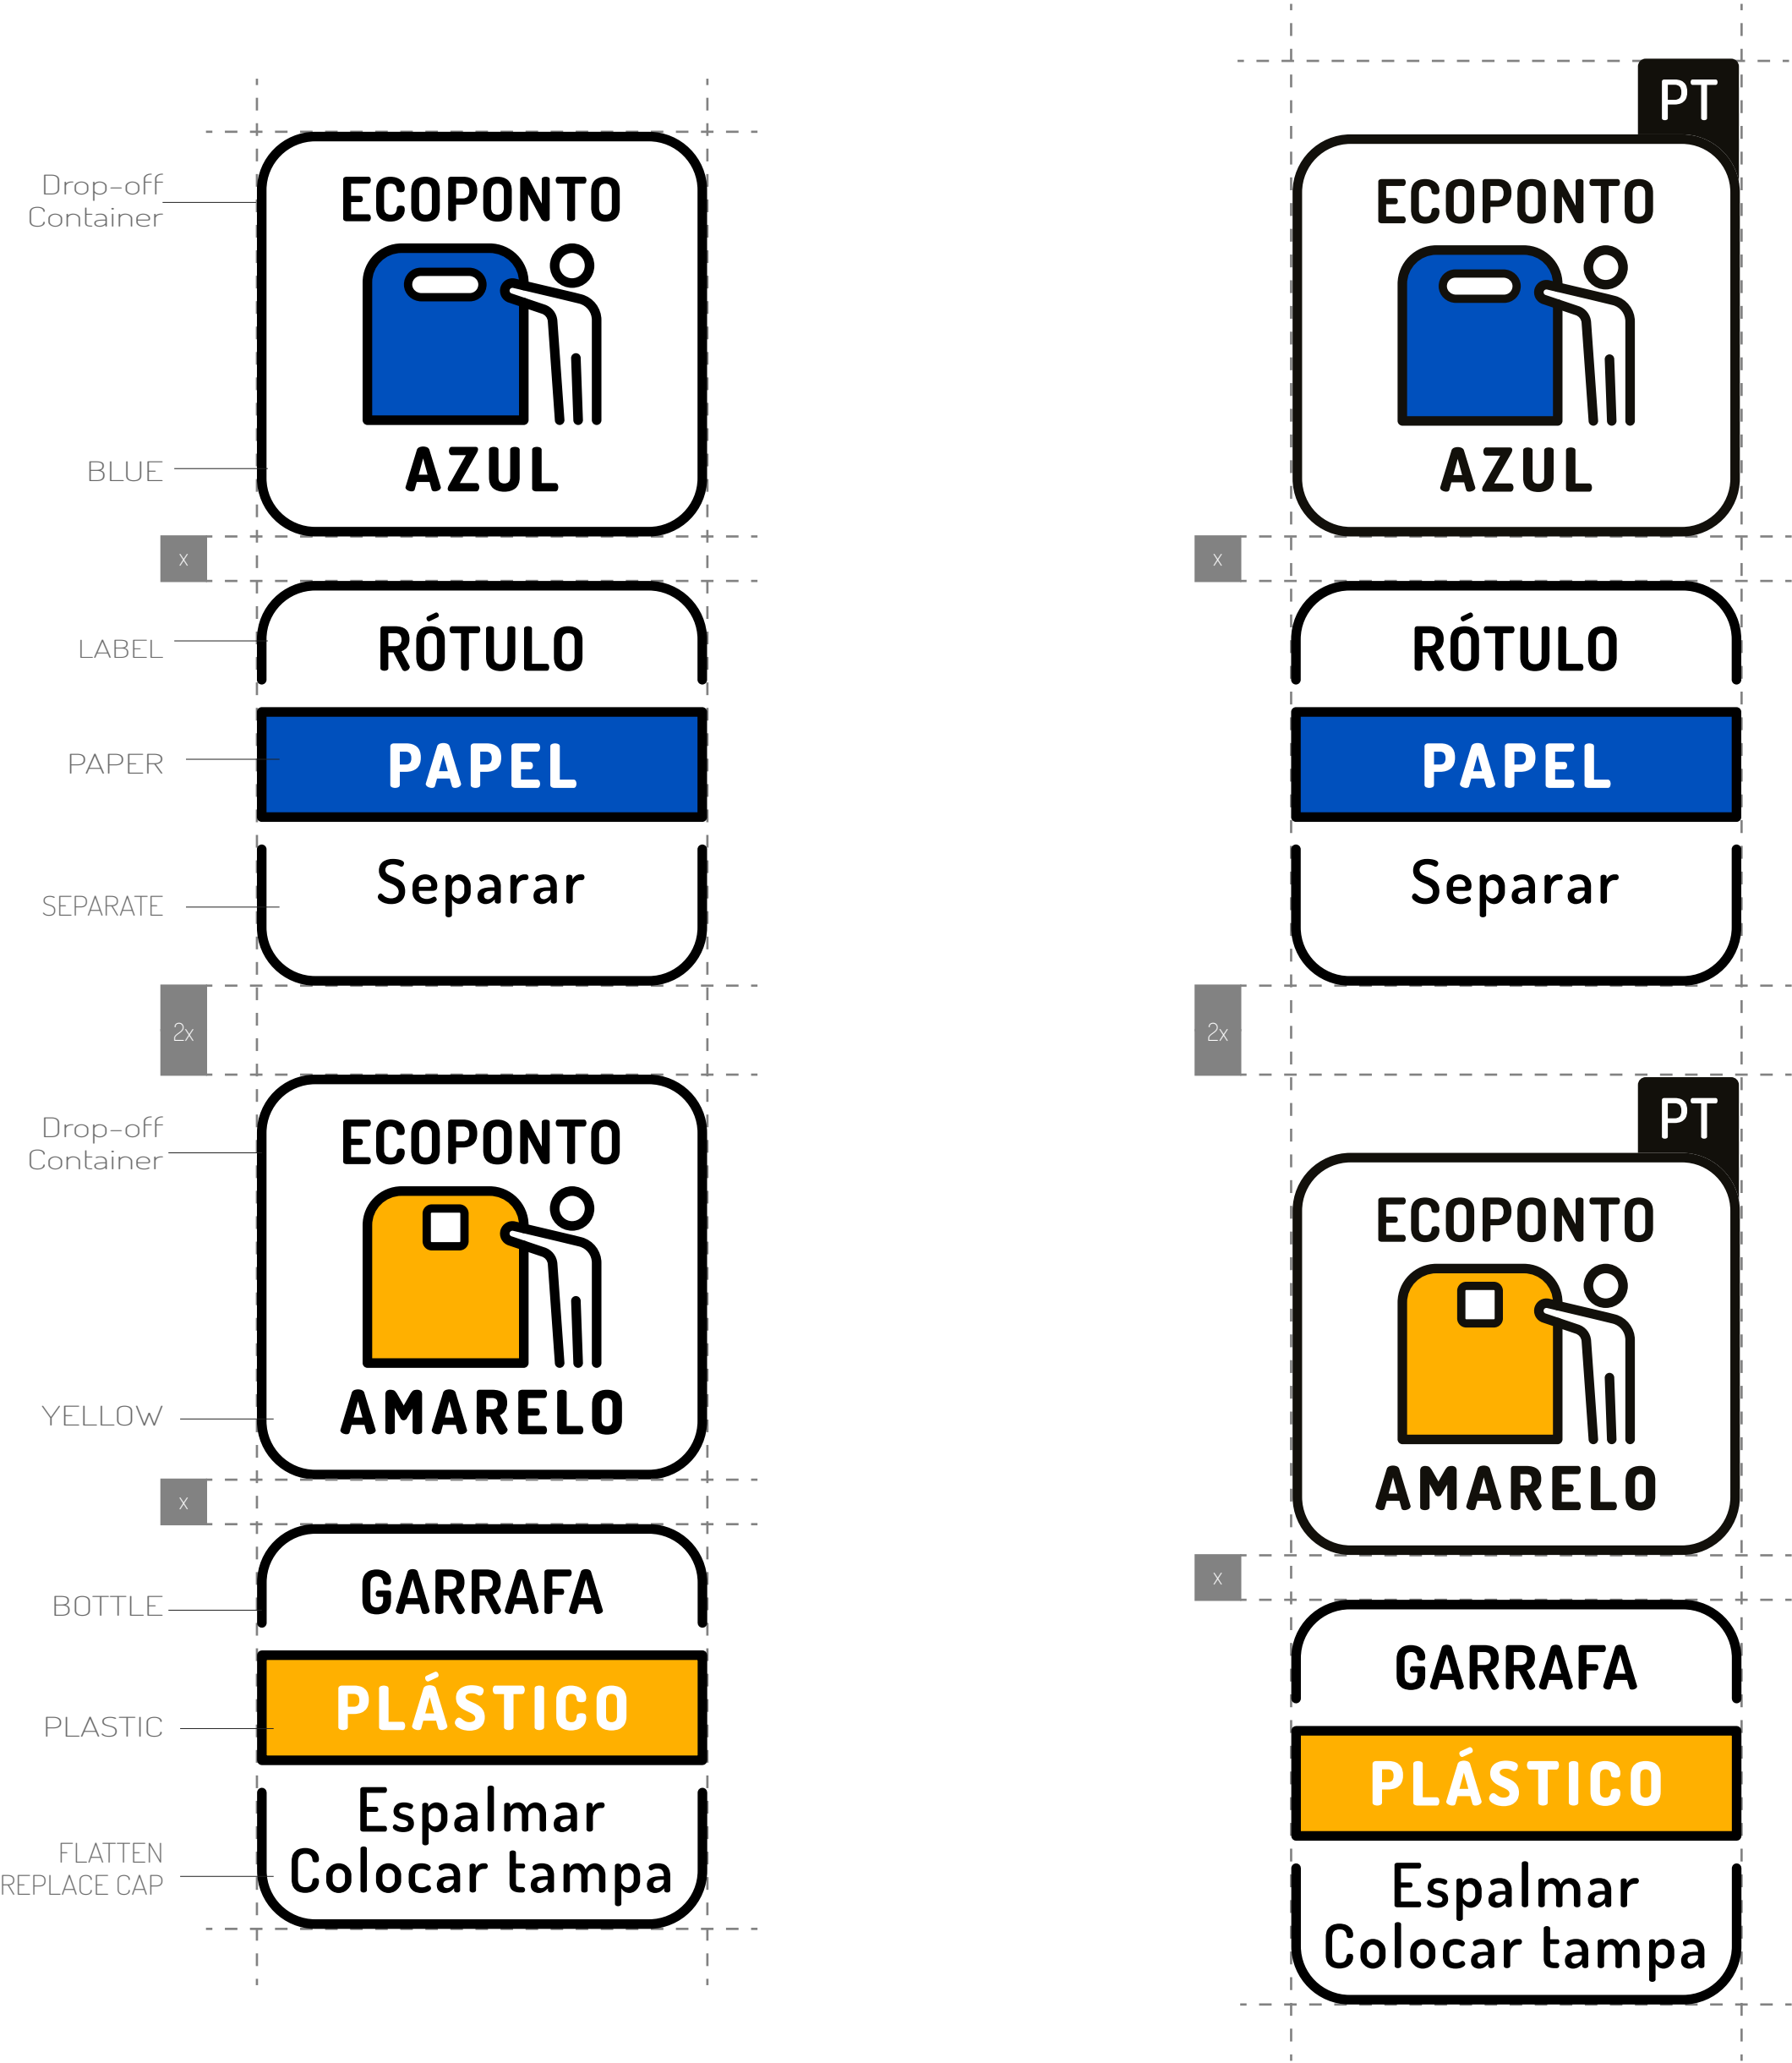 Drop-off
Container
ECOPONTO
BLUE
AZUL
x
LABEL
RÓTULO
PAPER
PAPEL
SEPARATE
Separar
2x
Drop-off
Container
ECOPONTO
YELLOW
AMARELO
x
BOTTLE
GARRAFA
PLASTIC
PLÁSTICO
FLATTEN
REPLACE CAP
Espalmar
Colocar tampa
PT
ECOPONTO
AZUL
x
RÓTULO
PAPEL
Separar
2x
PT
ECOPONTO
AMARELO
x
GARRAFA
PLÁSTICO
Espalmar
Colocar tampa